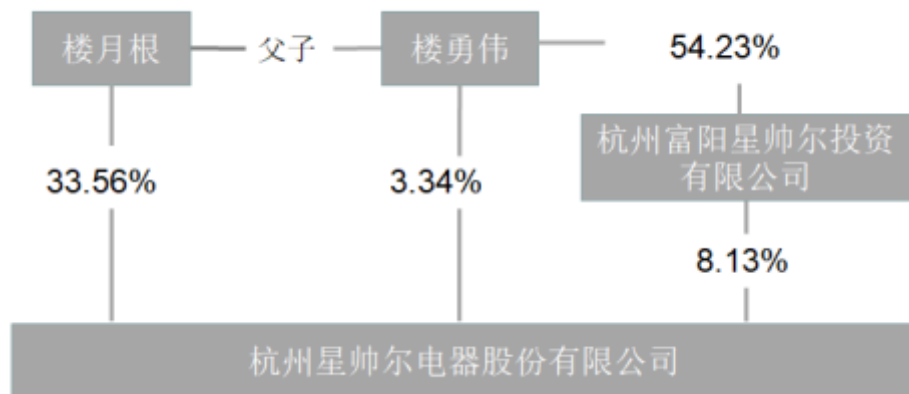 楼月根
父子
楼勇伟
54.23%
杭州富阳星帅尔投资
有限公司
33.56%
3.34%
8.13%
杭州星帅尔电器股份有限公司